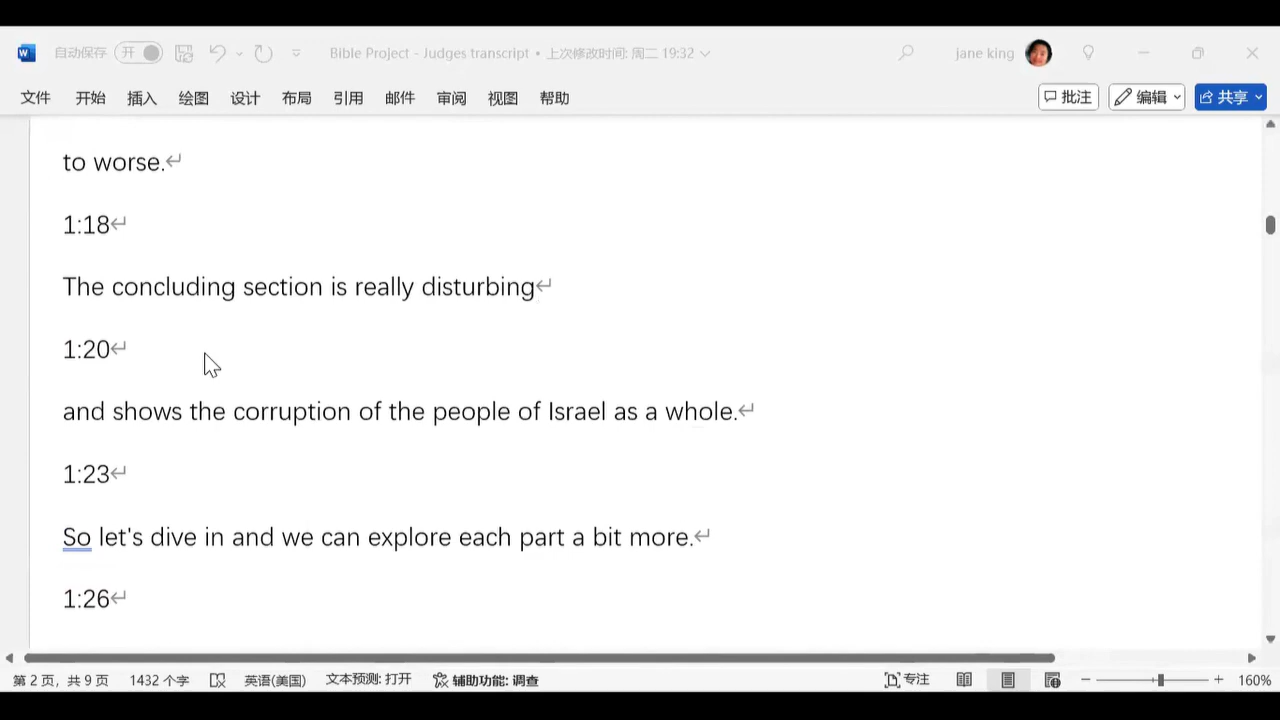 自动保存 开 Bible Project - Judges transcript • 上次修改时间: 周二 19:32 jane king
文件 开始 插入 绘图 设计 布局 引用 邮件 审阅 视图 帮助 批注 编辑 共享
to worse.
1:18
The concluding section is really disturbing
1:20
and shows the corruption of the people of Israel as a whole.
1:23
So let's dive in and we can explore each part a bit more.
1:26
第 2 页，共 9 页 1432 个字 英语(美国) 文本预测: 打开 辅助功能: 调查 专注 160%